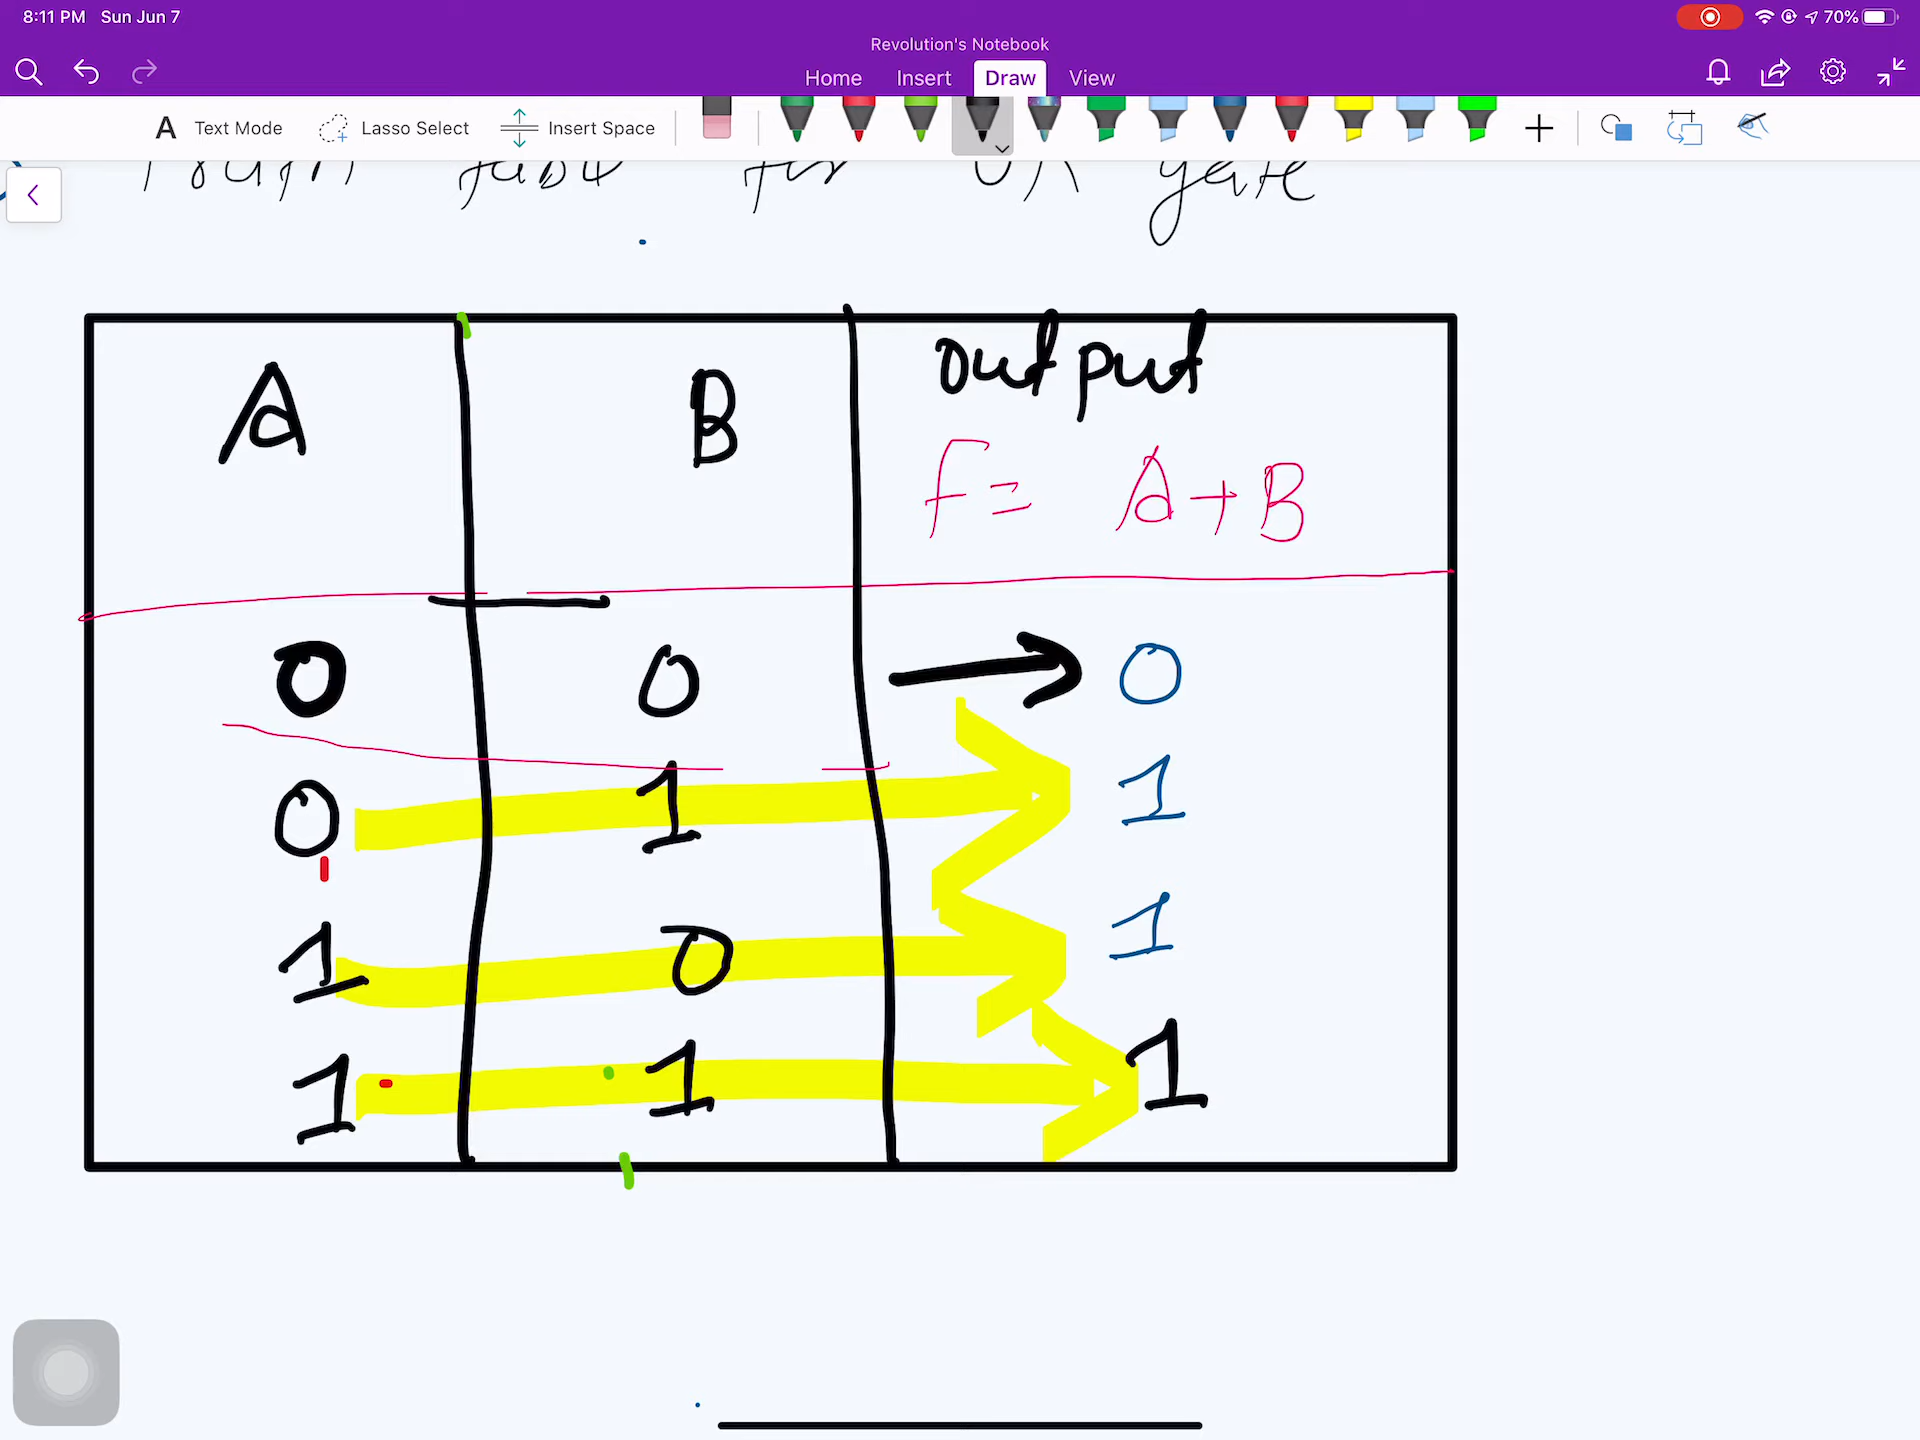 8:11 PM Sun Jun 7
70%
Revolution's Notebook
Home Insert Draw View
A Text Mode Lasso Select Insert Space
table for OR gate
A B output
F = A+B
0 0 → 0
0 1 1
1 0 1
1 1 1